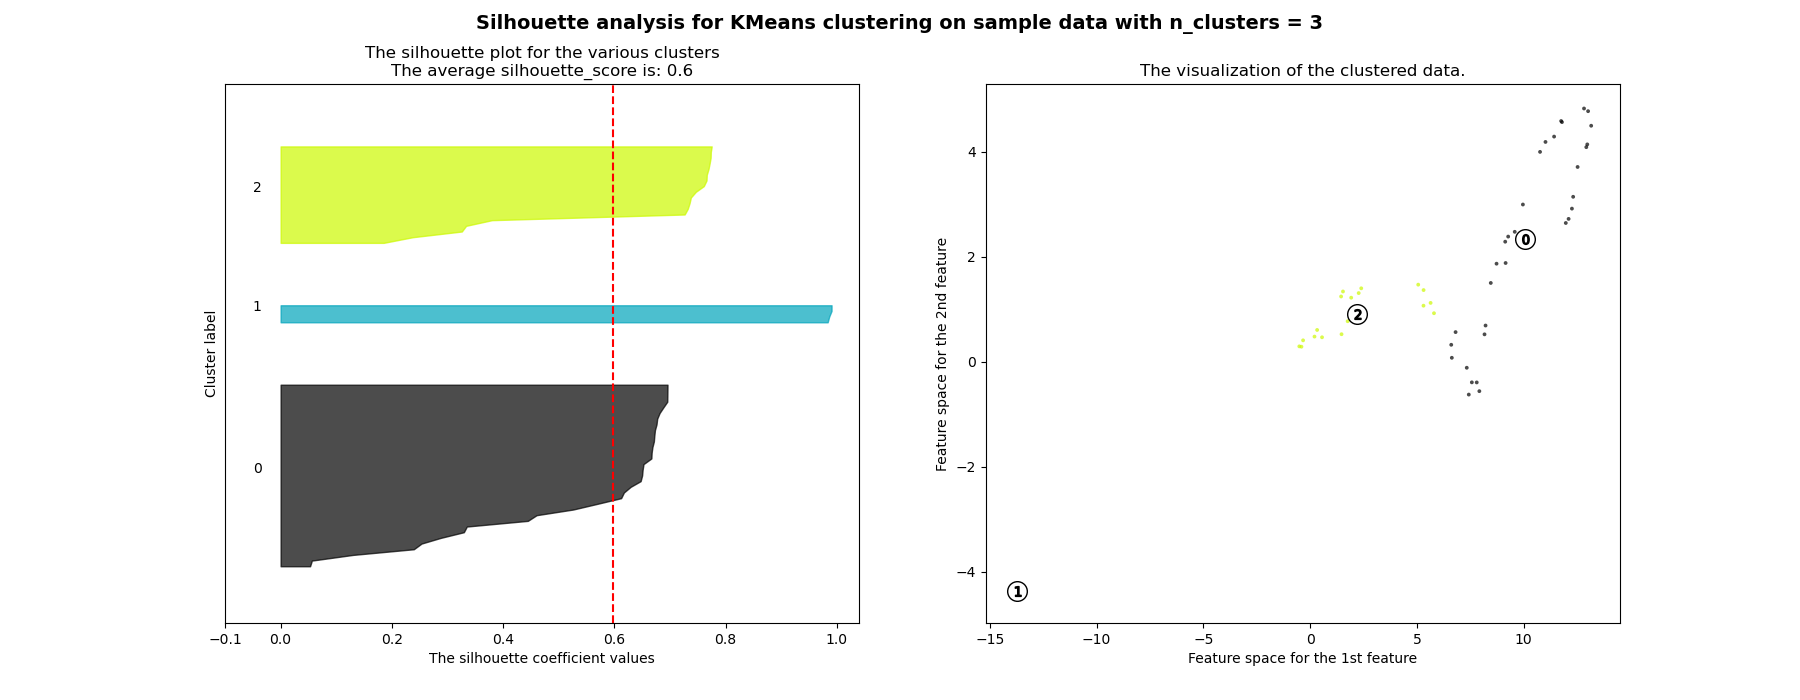 Silhouette analysis for KMeans clustering on sample data with n_clusters = 3
The silhouette plot for the various clusters
The average silhouette_score is: 0.6
2
1
0
Cluster label
−0.1 0.0 0.2 0.4 0.6 0.8 1.0
The silhouette coefficient values
The visualization of the clustered data.
4
2
0
−2
−4
Feature space for the 2nd feature
0
2
1
−15 −10 −5 0 5 10
Feature space for the 1st feature